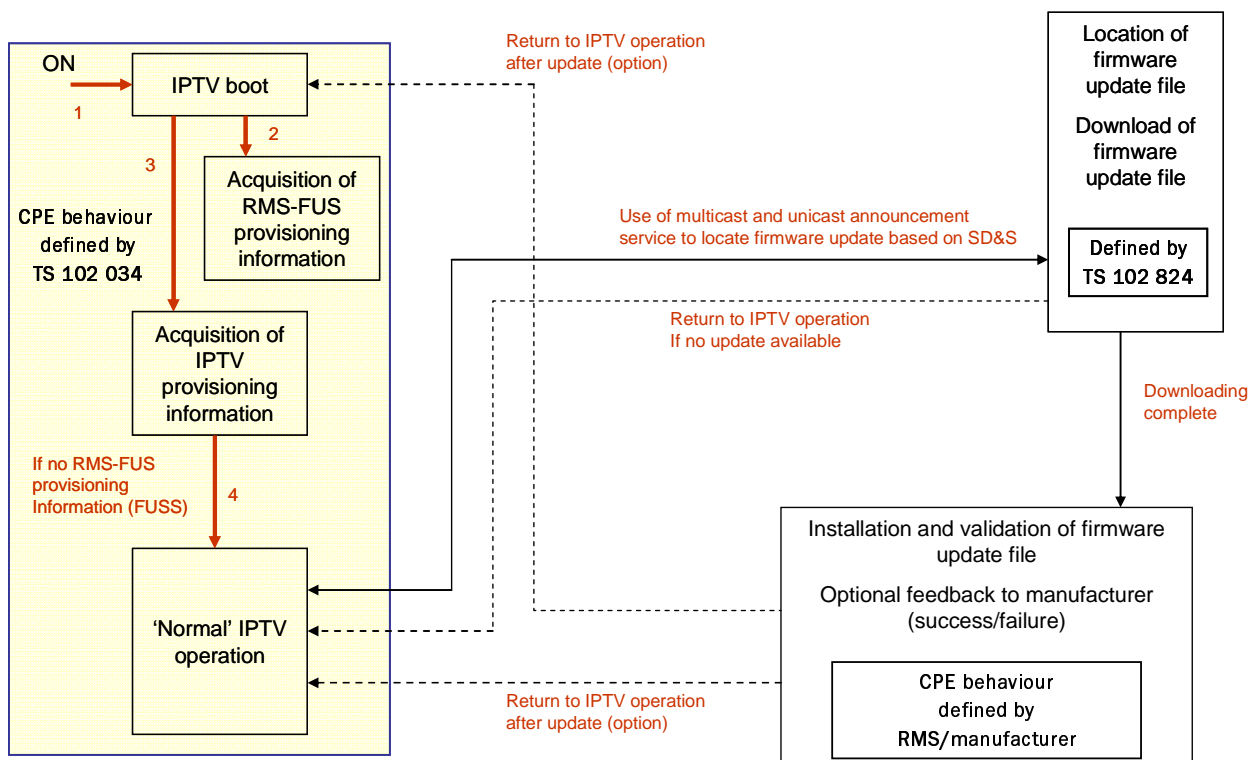 ON
1
IPTV boot
2
3
Acquisition of
RMS-FUS
provisioning
information
CPE behaviour
defined by
TS 102 034
Acquisition of
IPTV
provisioning
information
If no RMS-FUS
provisioning
Information (FUSS)
4
‘Normal’ IPTV
operation
Return to IPTV operation
after update (option)
Use of multicast and unicast announcement
service to locate firmware update based on SD&S
Return to IPTV operation
If no update available
Return to IPTV operation
after update (option)
Location of
firmware
update file
Download of
firmware
update file
Defined by
TS 102 824
Downloading
complete
Installation and validation of firmware
update file
Optional feedback to manufacturer
(success/failure)
CPE behaviour
defined by
RMS/manufacturer